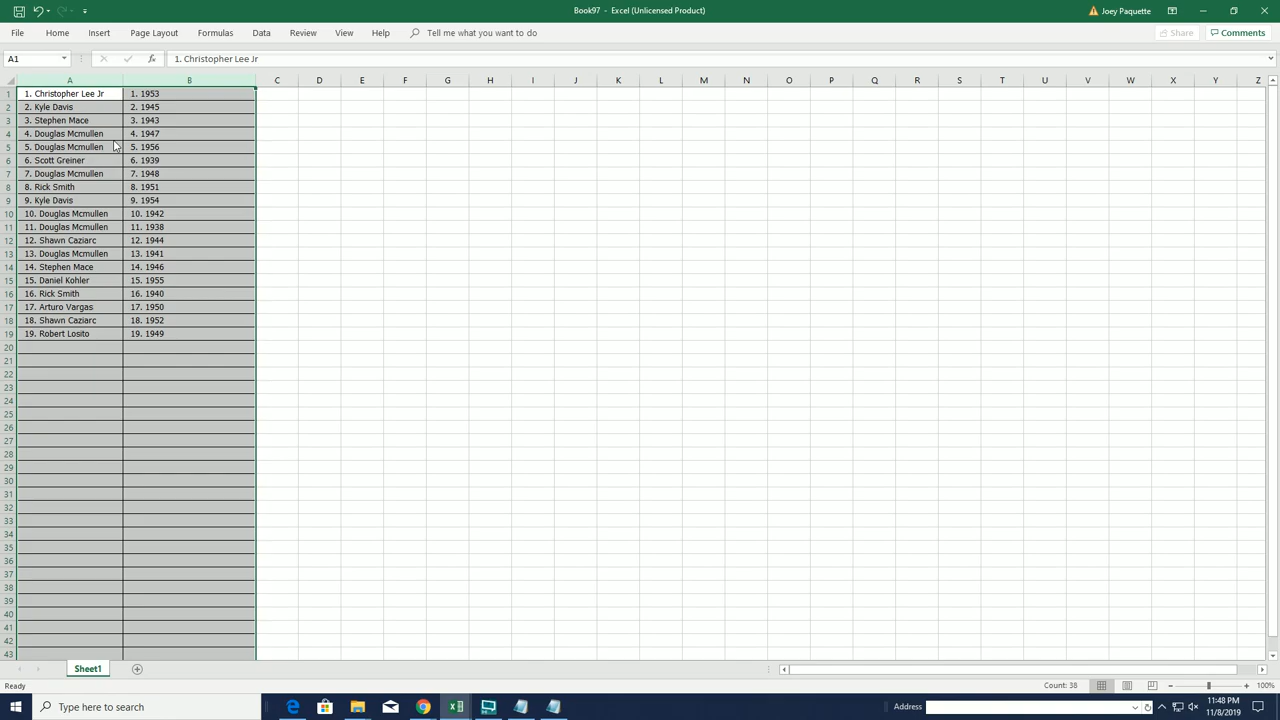 Book97 - Excel (Unlicensed Product)
Joey Paquette
File Home Insert Page Layout Formulas Data Review View Help Tell me what you want to do
Share Comments
A1 fx 1. Christopher Lee Jr
A B C D E F G H I J K L M N O P Q R S T U V W X Y Z
1 1. Christopher Lee Jr 1. 1953
2 2. Kyle Davis 2. 1945
3 3. Stephen Mace 3. 1943
4 4. Douglas Mcmullen 4. 1947
5 5. Douglas Mcmullen 5. 1956
6 6. Scott Greiner 6. 1939
7 7. Douglas Mcmullen 7. 1948
8 8. Rick Smith 8. 1951
9 9. Kyle Davis 9. 1954
10 10. Douglas Mcmullen 10. 1942
11 11. Douglas Mcmullen 11. 1938
12 12. Shawn Caziarc 12. 1944
13 13. Douglas Mcmullen 13. 1941
14 14. Stephen Mace 14. 1946
15 15. Daniel Kohler 15. 1955
16 16. Rick Smith 16. 1940
17 17. Arturo Vargas 17. 1950
18 18. Shawn Caziarc 18. 1952
19 19. Robert Losito 19. 1949
20
21
22
23
24
25
26
27
28
29
30
31
32
33
34
35
36
37
38
39
40
41
42
43
Sheet1
Ready Count: 38 100%
Type here to search Address 11:48 PM
11/8/2019